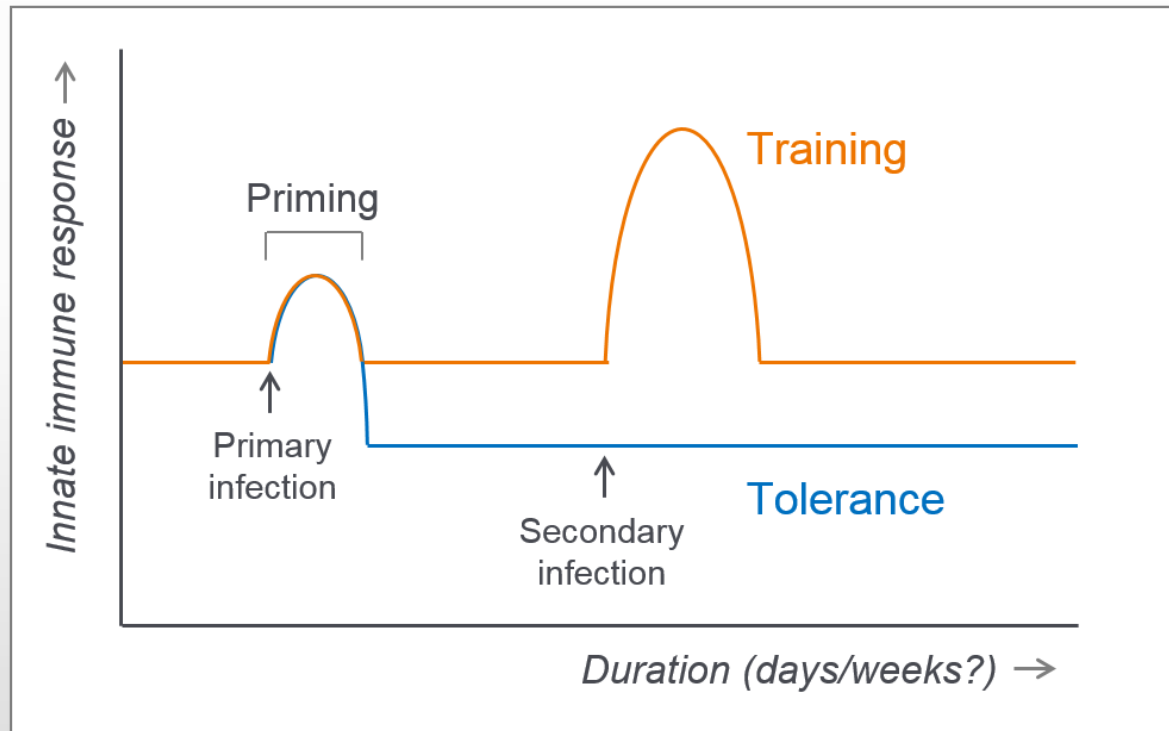 Innate immune response →
Training
Priming
Primary
infection
Tolerance
Secondary
infection
Duration (days/weeks?) →